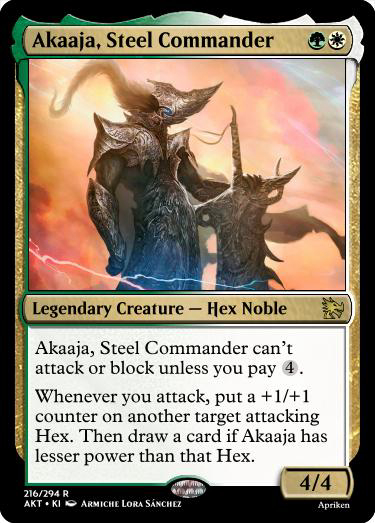 Akaaja, Steel Commander
Legendary Creature — Hex Noble
Akaaja, Steel Commander can't
attack or block unless you pay 4.
Whenever you attack, put a +1/+1
counter on another target attacking
Hex. Then draw a card if Akaaja has
lesser power than that Hex.
4/4
216/294 R
AKT • KI Armiche Lora Sánchez
Apriken